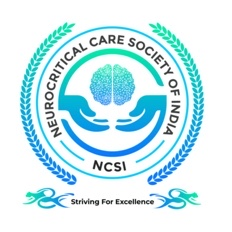 NEUROCRITICAL CARE SOCIETY OF INDIA
NCSI
Striving For Excellence